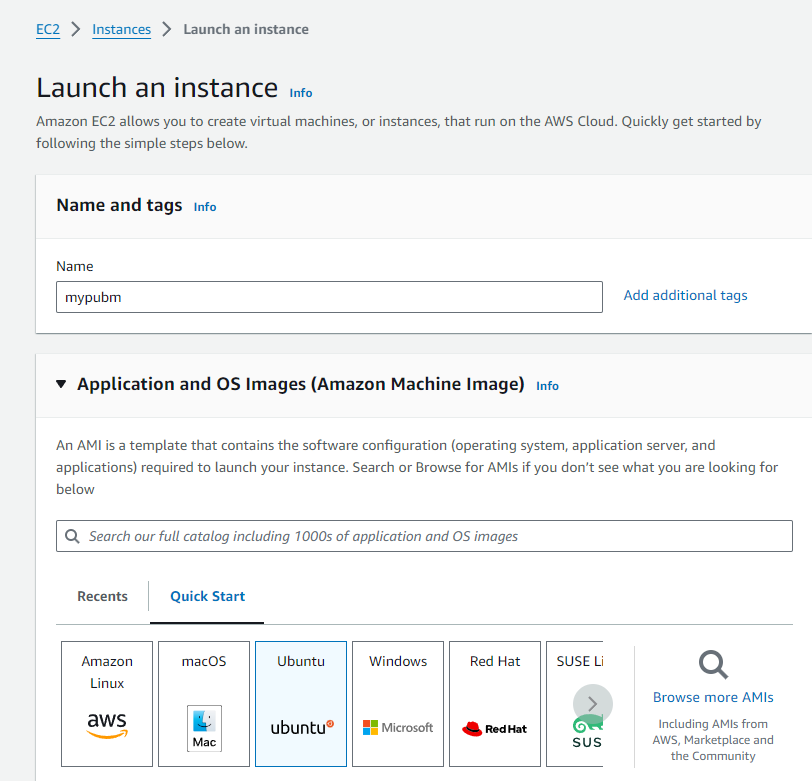 EC2 > Instances > Launch an instance
Launch an instance Info
Amazon EC2 allows you to create virtual machines, or instances, that run on the AWS Cloud. Quickly get started by
following the simple steps below.
Name and tags Info
Name
mypubm
Add additional tags
Application and OS Images (Amazon Machine Image) Info
An AMI is a template that contains the software configuration (operating system, application server, and
applications) required to launch your instance. Search or Browse for AMIs if you don't see what you are looking for
below
Search our full catalog including 1000s of application and OS images
Recents
Quick Start
Amazon
Linux
aws
macOS
Mac
Ubuntu
ubuntu
Windows
Microsoft
Red Hat
Red Hat
SUSE Li
SUS
Browse more AMIs
Including AMIs from
AWS, Marketplace and
the Community